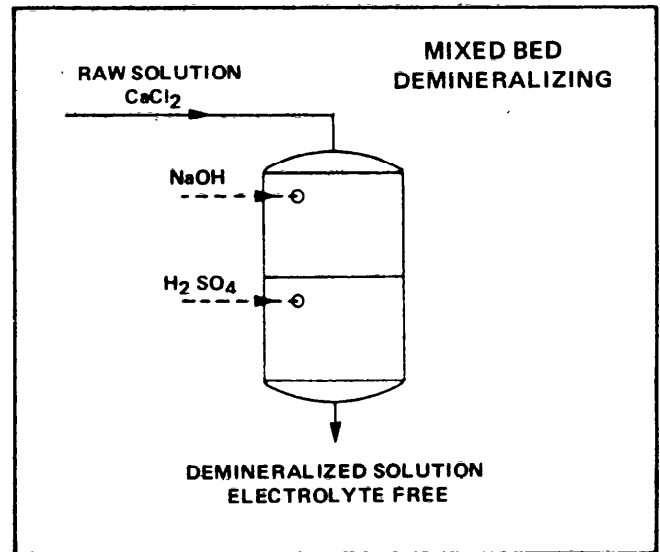 MIXED BED
DEMINERALIZING
RAW SOLUTION
CaCl2
NaOH
H2 SO4
DEMINERALIZED SOLUTION
ELECTROLYTE FREE